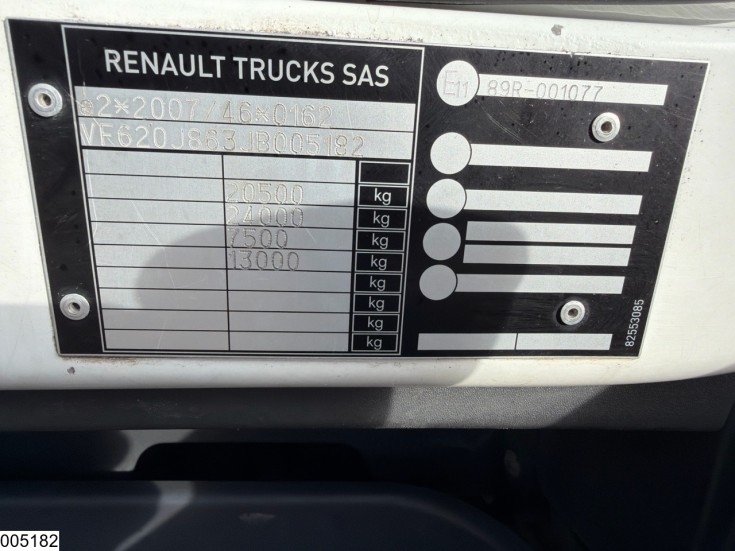 RENAULT TRUCKS SAS
e2*2007/46*0162
VF620J863JB005182
20500 kg
24000 kg
7500 kg
13000 kg
kg
kg
kg
kg
E11 89R-001077
82553085
005182